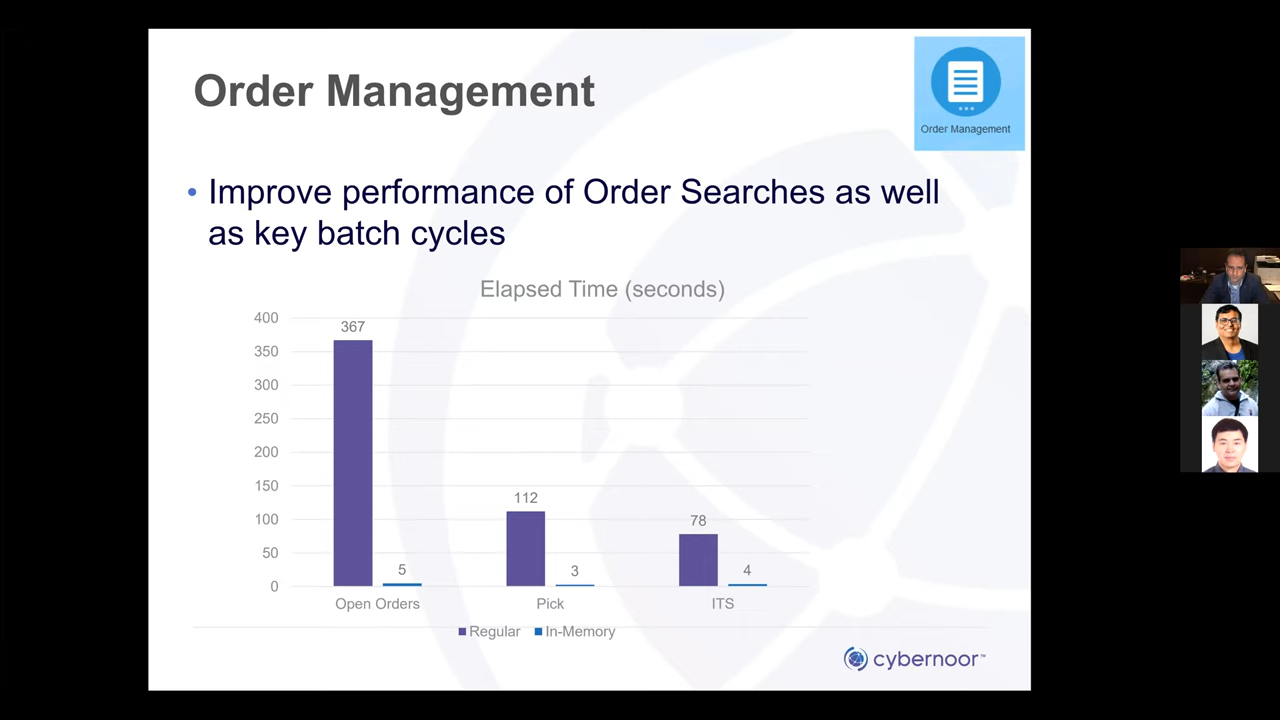 Order Management
Order Management
• Improve performance of Order Searches as well
as key batch cycles
Elapsed Time (seconds)
400
350
300
250
200
150
100
50
0
367
5
112
3
78
4
Open Orders
Pick
ITS
Regular
In-Memory
cybernoor™